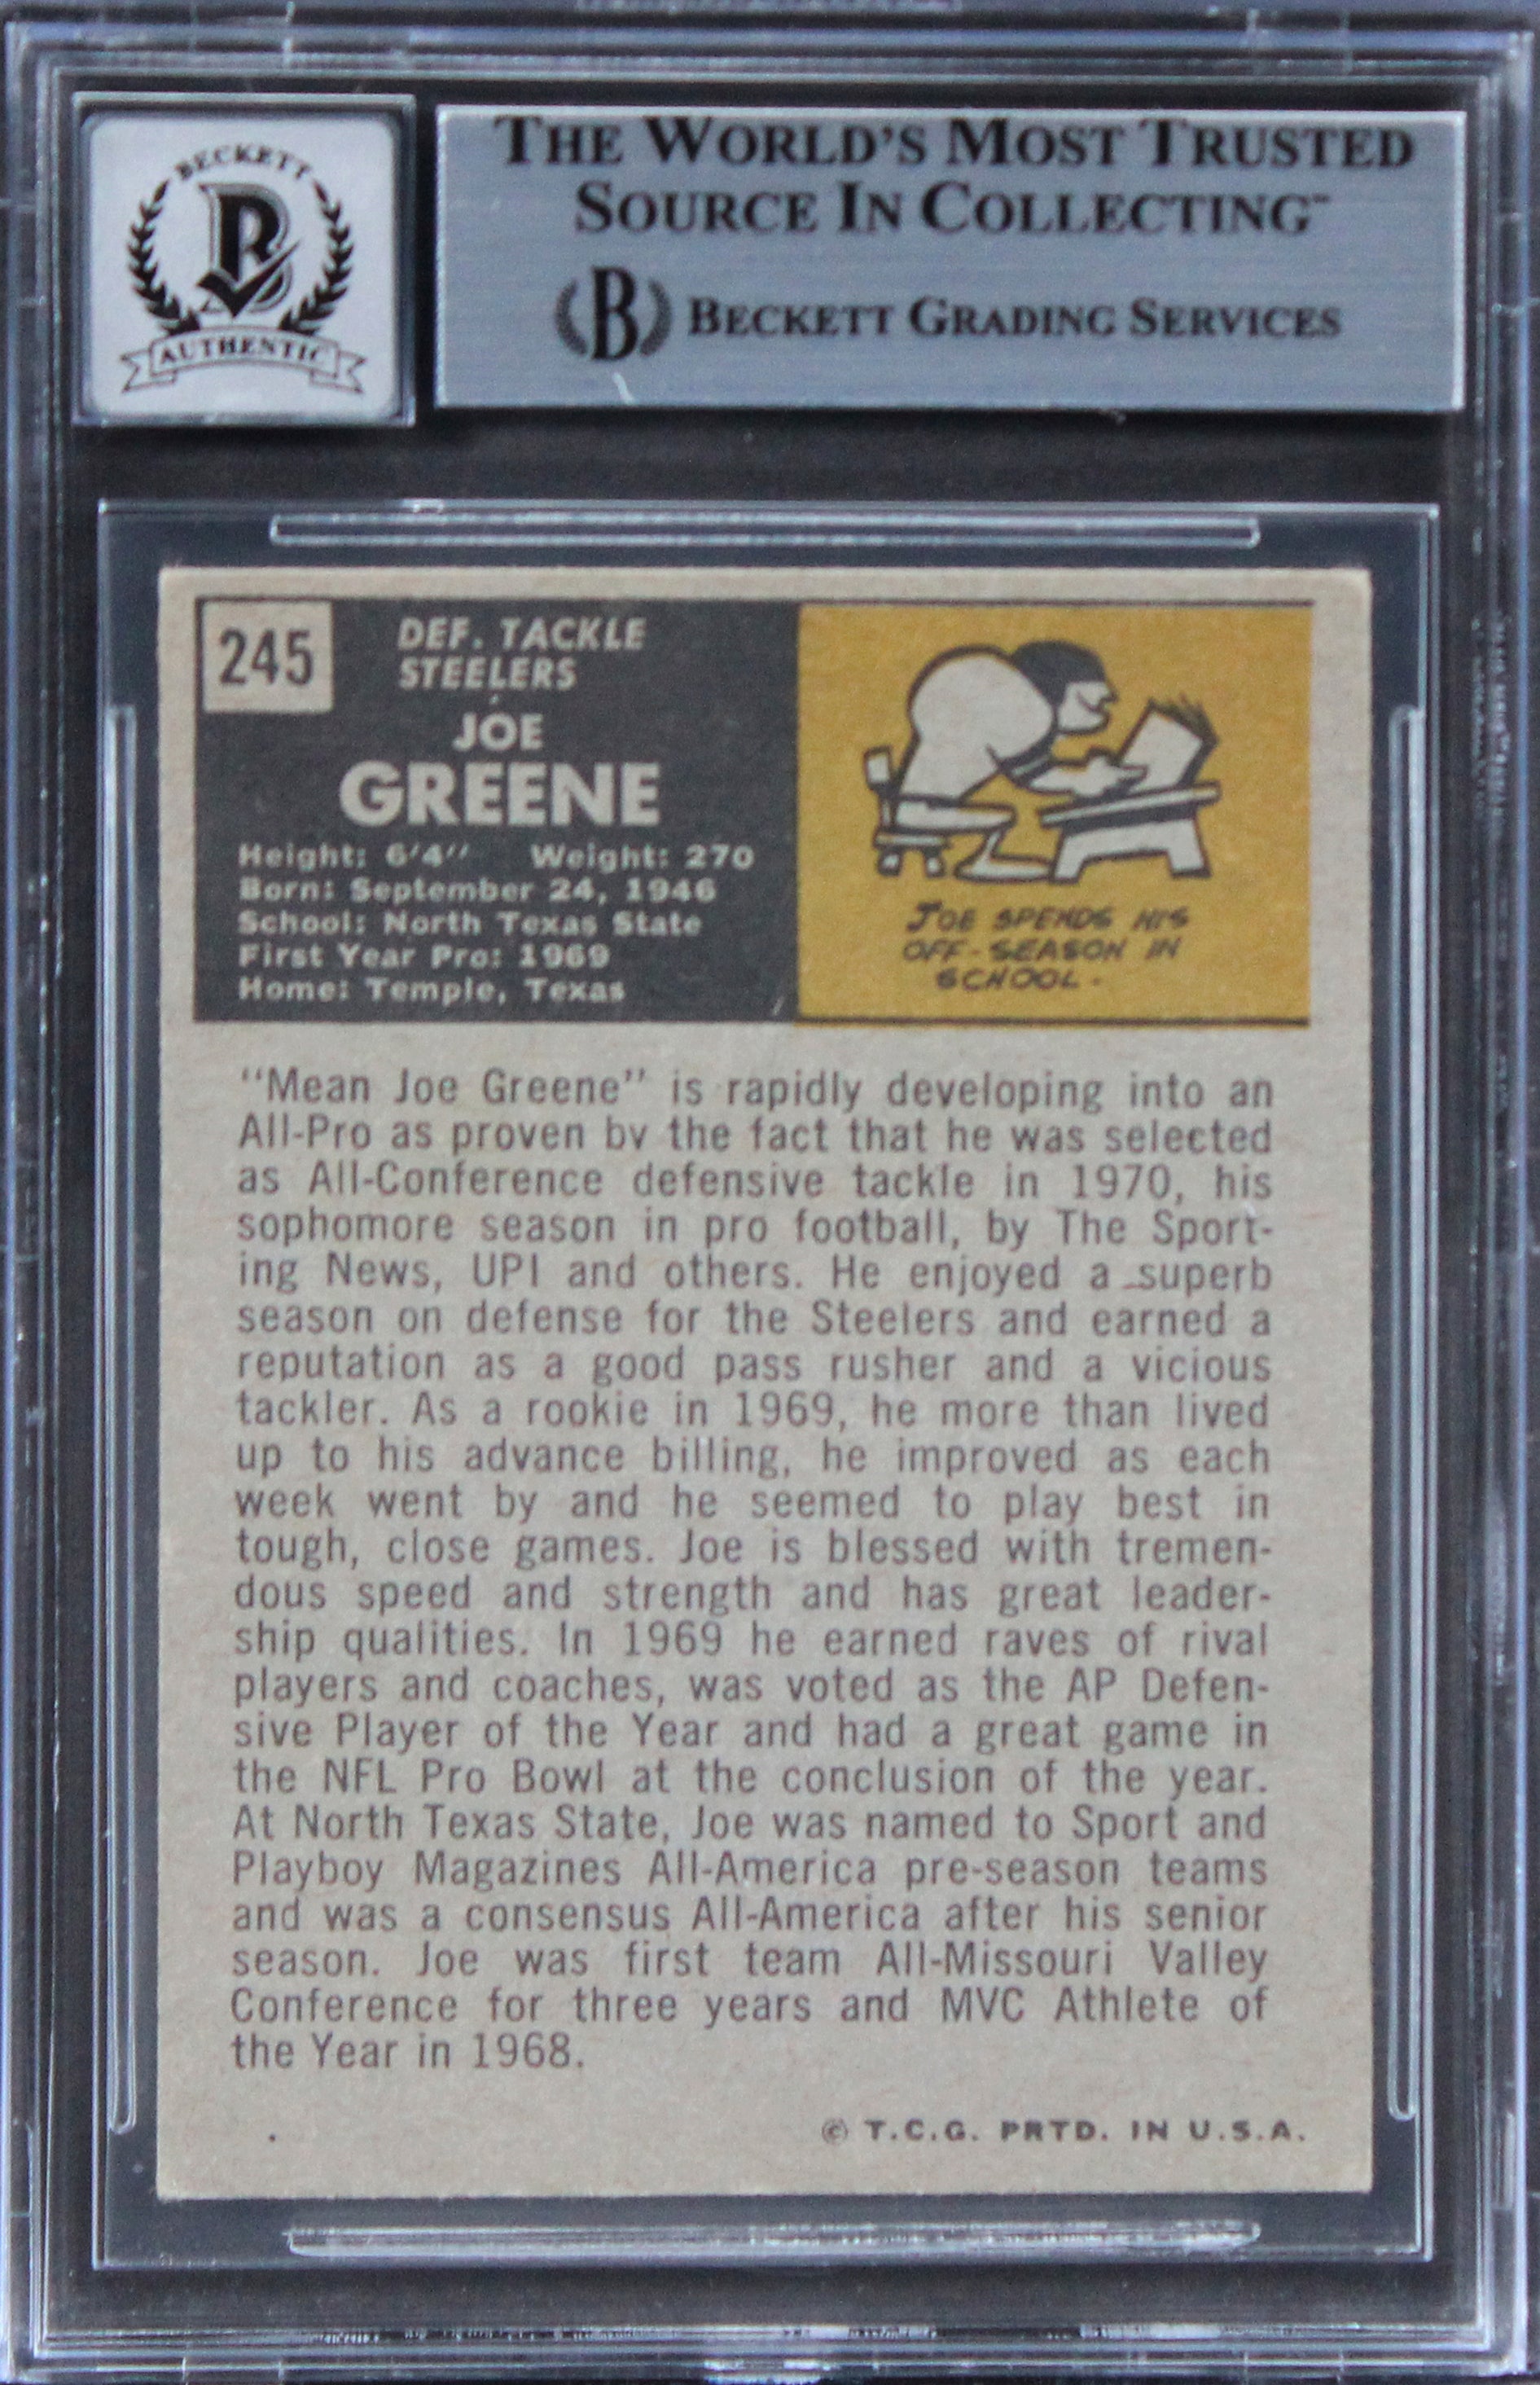 BECKETT
B
AUTHENTIC
THE WORLD'S MOST TRUSTED
SOURCE IN COLLECTING™
B BECKETT GRADING SERVICES
245
DEF. TACKLE
STEELERS
JOE
GREENE
Height: 6'4" Weight: 270
Born: September 24, 1946
School: North Texas State
First Year Pro: 1969
Home: Temple, Texas
JOE SPENDS HIS
OFF-SEASON IN
SCHOOL.
"Mean Joe Greene" is rapidly developing into an
All-Pro as proven by the fact that he was selected
as All-Conference defensive tackle in 1970, his
sophomore season in pro football, by The Sport-
ing News, UPI and others. He enjoyed a superb
season on defense for the Steelers and earned a
reputation as a good pass rusher and a vicious
tackler. As a rookie in 1969, he more than lived
up to his advance billing, he improved as each
week went by and he seemed to play best in
tough, close games. Joe is blessed with tremen-
dous speed and strength and has great leader-
ship qualities. In 1969 he earned raves of rival
players and coaches, was voted as the AP Defen-
sive Player of the Year and had a great game in
the NFL Pro Bowl at the conclusion of the year.
At North Texas State, Joe was named to Sport and
Playboy Magazines All-America pre-season teams
and was a consensus All-America after his senior
season. Joe was first team All-Missouri Valley
Conference for three years and MVC Athlete of
the Year in 1968.
© T.C.G. PRTD. IN U.S.A.